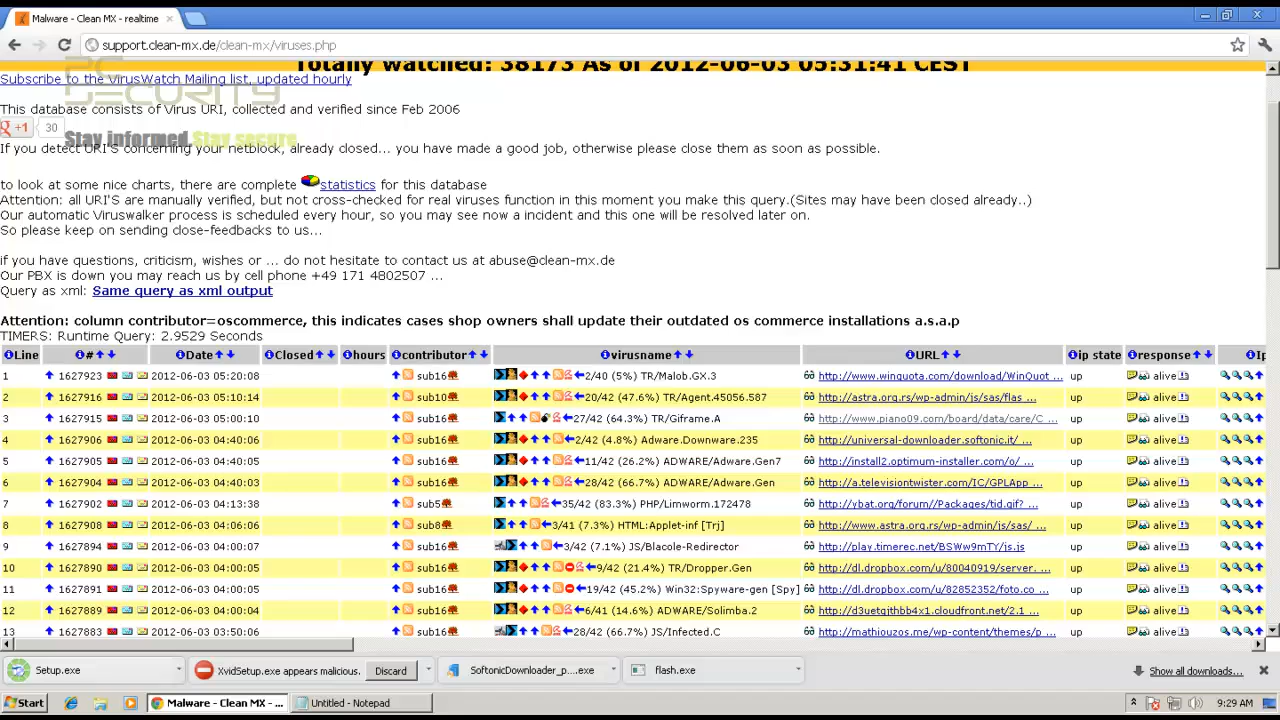 Malware - Clean MX - realtime
support.clean-mx.de/clean-mx/viruses.php
Totally watched: 38173 As of 2012-06-03 05:31:41 CEST
Subscribe to the VirusWatch Mailing list, updated hourly
PC SECURITY
This database consists of Virus URI, collected and verified since Feb 2006
+1 30
Stay informed.Stay secure
If you detect URI'S concerning your netblock, already closed... you have made a good job, otherwise please close them as soon as possible.
to look at some nice charts, there are complete statistics for this database
Attention: all URI'S are manually verified, but not cross-checked for real viruses function in this moment you make this query.(Sites may have been closed already..)
Our automatic Viruswalker process is scheduled every hour, so you may see now a incident and this one will be resolved later on.
So please keep on sending close-feedbacks to us...
if you have questions, criticism, wishes or ... do not hesitate to contact us at abuse@clean-mx.de
Our PBX is down you may reach us by cell phone +49 171 4802507 ...
Query as xml: Same query as xml output
Attention: column contributor=oscommerce, this indicates cases shop owners shall update their outdated os commerce installations a.s.a.p
TIMERS: Runtime Query: 2.9529 Seconds
Line # Date Closed hours contributor virusname URL ip state response Ip
1 1627923 2012-06-03 05:20:08 sub16 2/40 (5%) TR/Malob.GX.3 http://www.winquota.com/download/WinQuot ... up alive
2 1627916 2012-06-03 05:10:14 sub10 20/42 (47.6%) TR/Agent.45056.587 http://astra.org.rs/wp-admin/js/sas/flas ... up alive
3 1627915 2012-06-03 05:00:10 sub16 27/42 (64.3%) TR/Giframe.A http://www.piano09.com/board/data/care/C ... up alive
4 1627906 2012-06-03 04:40:06 sub16 2/42 (4.8%) Adware.Downware.235 http://universal-downloader.softonic.it/ ... up alive
5 1627905 2012-06-03 04:40:05 sub16 11/42 (26.2%) ADWARE/Adware.Gen7 http://install2.optimum-installer.com/o/ ... up alive
6 1627904 2012-06-03 04:40:03 sub16 28/42 (66.7%) ADWARE/Adware.Gen http://a.televisiontwister.com/IC/GPLApp ... up alive
7 1627902 2012-06-03 04:13:38 sub5 35/42 (83.3%) PHP/Limworm.172478 http://ybat.org/forum//Packages/tid.gif? ... up alive
8 1627908 2012-06-03 04:06:06 sub8 3/41 (7.3%) HTML:Applet-inf [Trj] http://www.astra.org.rs/wp-admin/js/sas/ ... up alive
9 1627894 2012-06-03 04:00:07 sub16 3/42 (7.1%) JS/Blacole-Redirector http://play.timerec.net/BSWw9mTY/js.js up alive
10 1627890 2012-06-03 04:00:05 sub16 9/42 (21.4%) TR/Dropper.Gen http://dl.dropbox.com/u/80040919/server. ... up alive
11 1627891 2012-06-03 04:00:05 sub16 19/42 (45.2%) Win32:Spyware-gen [Spy] http://dl.dropbox.com/u/82852352/foto.co ... up alive
12 1627889 2012-06-03 04:00:04 sub16 6/41 (14.6%) ADWARE/Solimba.2 http://d3uetgthbb4x1.cloudfront.net/2.1 ... up alive
13 1627883 2012-06-03 03:50:06 sub16 28/42 (66.7%) JS/Infected.C http://mathiouzos.me/wp-content/themes/p ... up alive
Setup.exe XvidSetup.exe appears malicious. Discard SoftonicDownloader_p....exe flash.exe Show all downloads...
Start Malware - Clean MX - ... Untitled - Notepad 9:29 AM